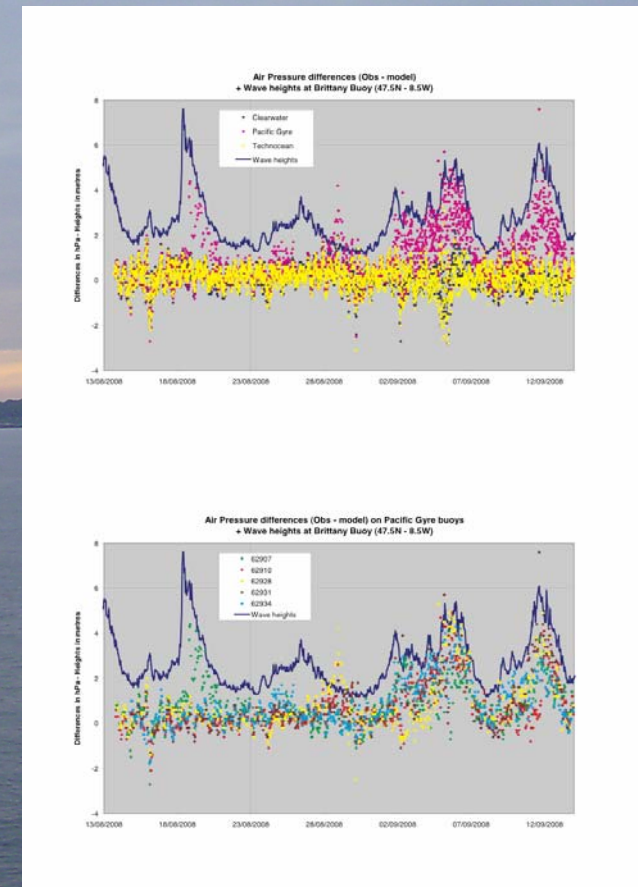 Air Pressure differences (Obs - model)
+ Wave heights at Brittany Buoy (47.5N - 8.5W)
Differences in hPa - Heights in metres
8
6
4
2
0
-2
-4
Clearwater
Pacific Gyre
Technocean
Wave heights
13/08/2008 18/08/2008 23/08/2008 28/08/2008 02/09/2008 07/09/2008 12/09/2008
Air Pressure differences (Obs - model) on Pacific Gyre buoys
+ Wave heights at Brittany Buoy (47.5N - 8.5W)
Differences in hPa - Heights in metres
8
6
4
2
0
-2
-4
62907
62910
62928
62931
62934
Wave heights
13/08/2008 18/08/2008 23/08/2008 28/08/2008 02/09/2008 07/09/2008 12/09/2008